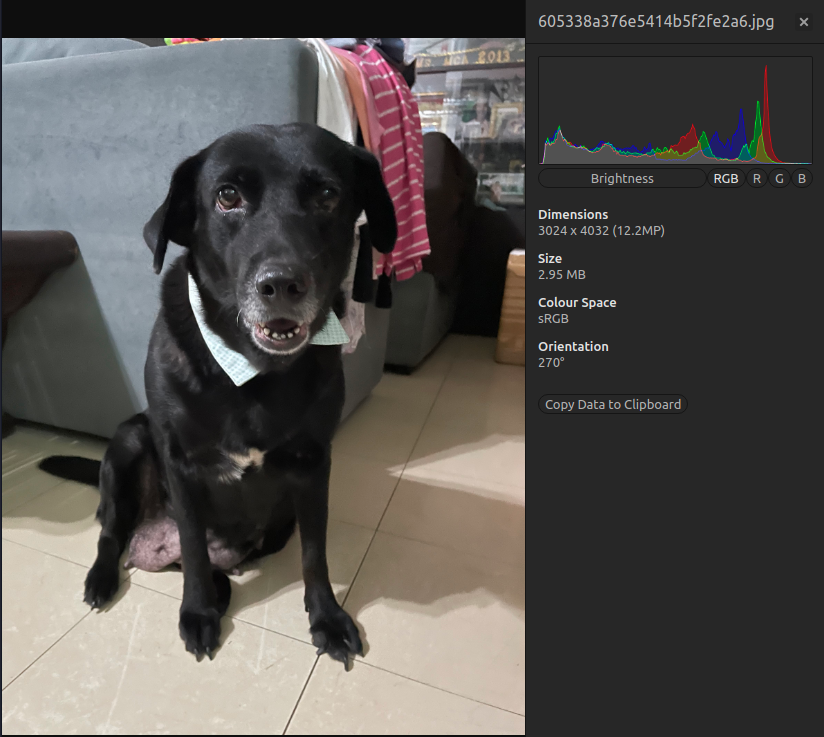 605338a376e5414b5f2fe2a6.jpg
Brightness
RGB
R
G
B
Dimensions
3024 x 4032 (12.2MP)
Size
2.95 MB
Colour Space
sRGB
Orientation
270°
Copy Data to Clipboard